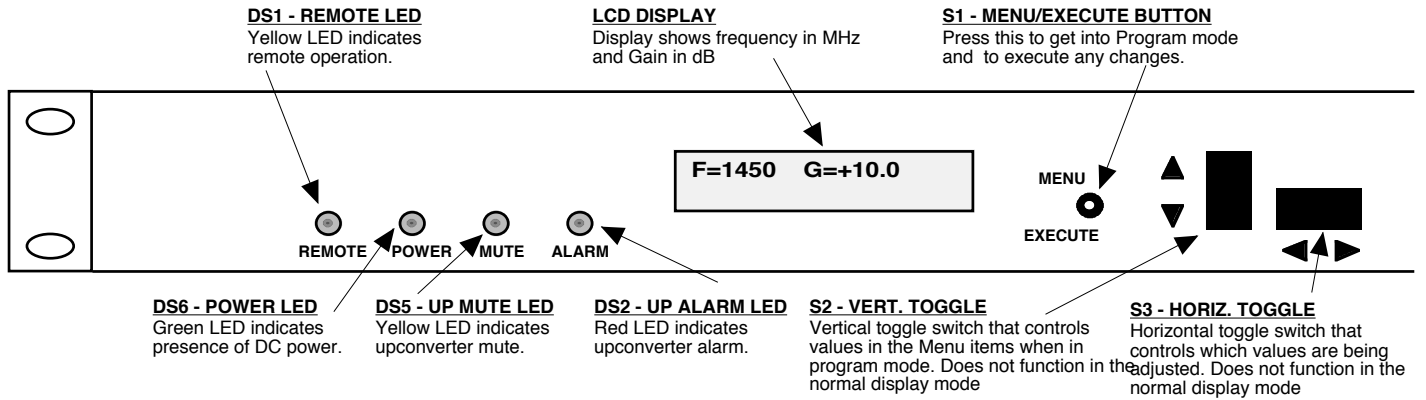 DS1 - REMOTE LED
Yellow LED indicates
remote operation.
LCD DISPLAY
Display shows frequency in MHz
and Gain in dB
S1 - MENU/EXECUTE BUTTON
Press this to get into Program mode
and to execute any changes.
F=1450 G=+10.0
MENU
EXECUTE
REMOTE
POWER
MUTE
ALARM
DS6 - POWER LED
Green LED indicates
presence of DC power.
DS5 - UP MUTE LED
Yellow LED indicates
upconverter mute.
DS2 - UP ALARM LED
Red LED indicates
upconverter alarm.
S2 - VERT. TOGGLE
Vertical toggle switch that controls
values in the Menu items when in
program mode. Does not function in the
normal display mode
S3 - HORIZ. TOGGLE
Horizontal toggle switch that
controls which values are being
adjusted. Does not function in the
normal display mode